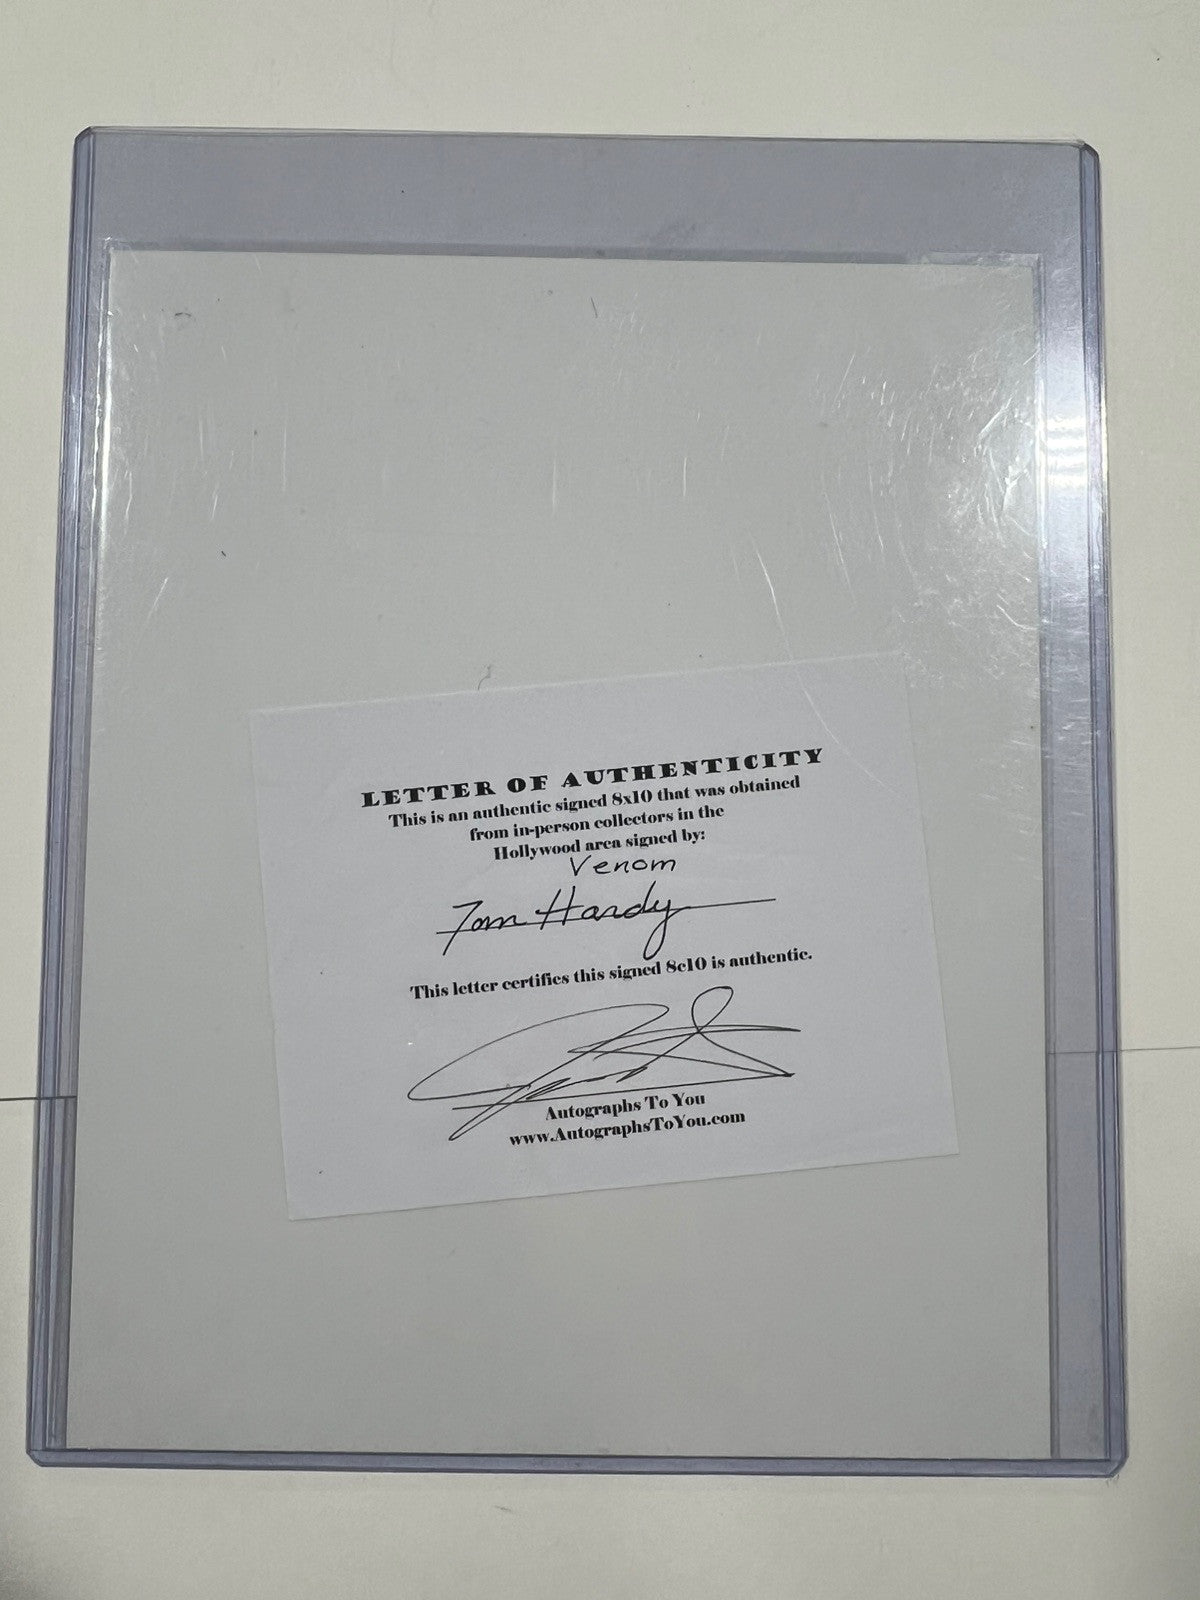 LETTER OF AUTHENTICITY
This is an authentic signed 8x10 that was obtained
from in-person collectors in the
Hollywood area signed by:
Venom
Tom Hardy
This letter certifies this signed 8c10 is authentic.
Autographs To You
www.AutographsToYou.com